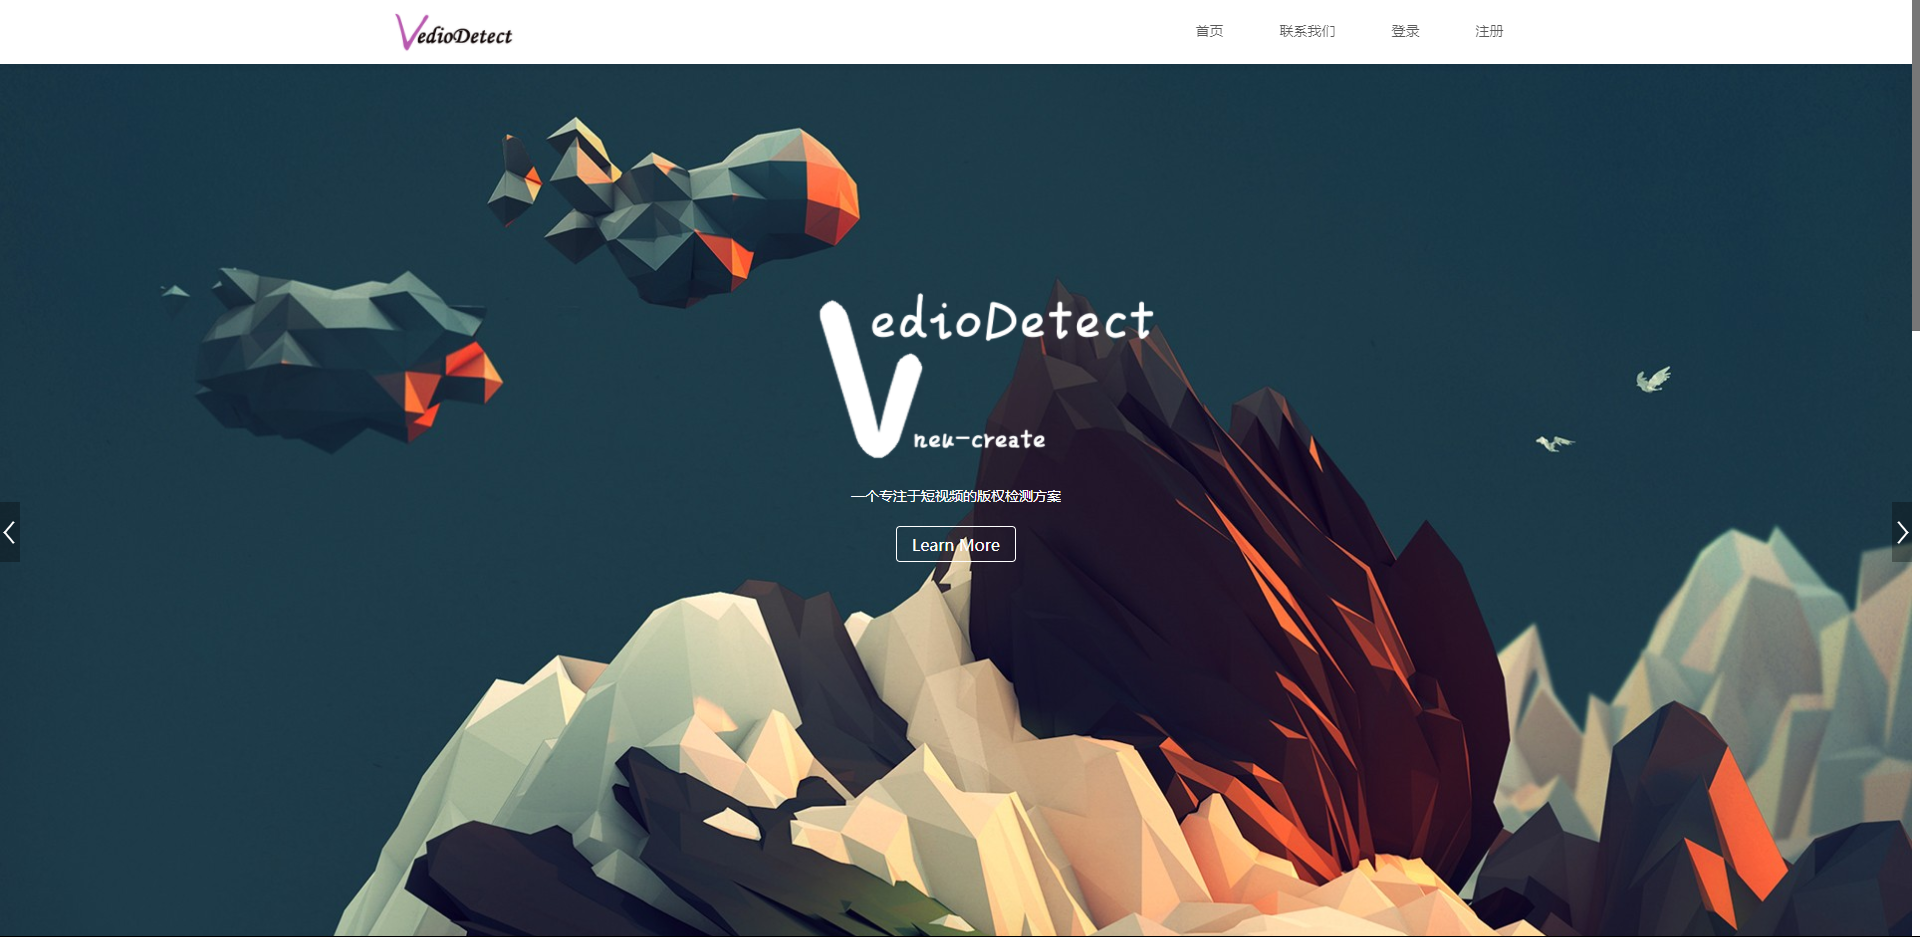 VedioDetect
首页 联系我们 登录 注册
VedioDetect
neu-create
一个专注于短视频的版权检测方案
Learn More